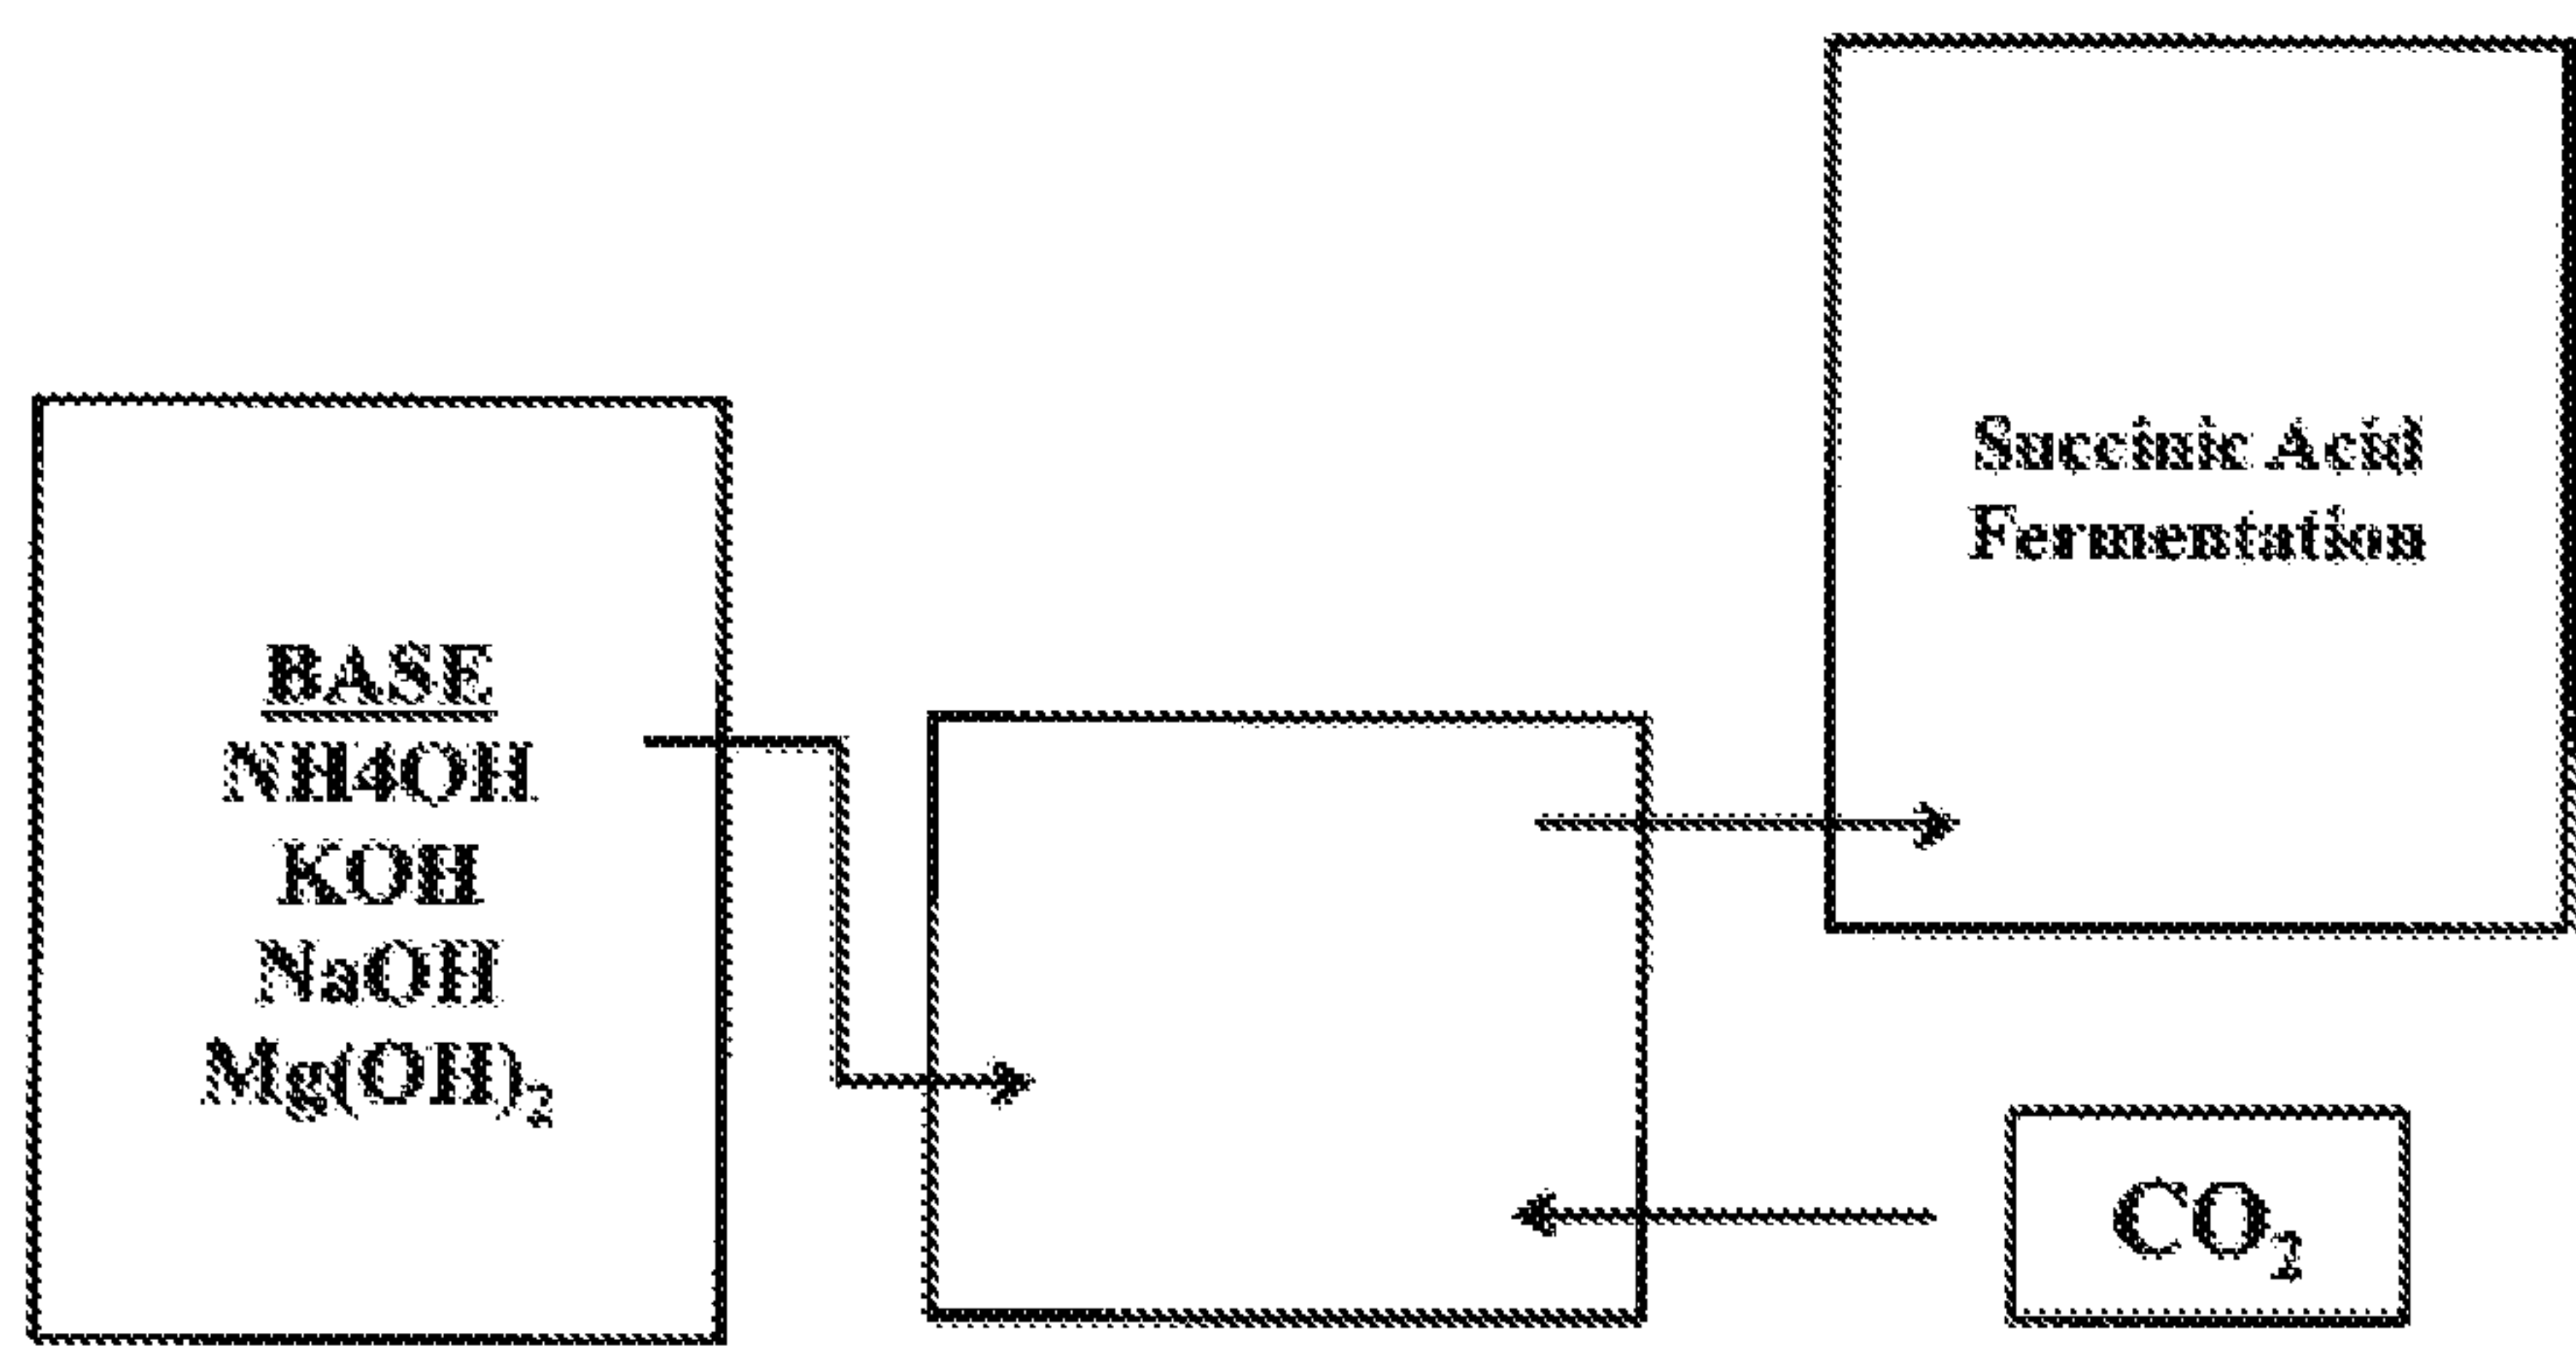 BASE
NH4OH
KOH
NaOH
Mg(OH)₂
Succinic Acid
Fermentation
CO₂